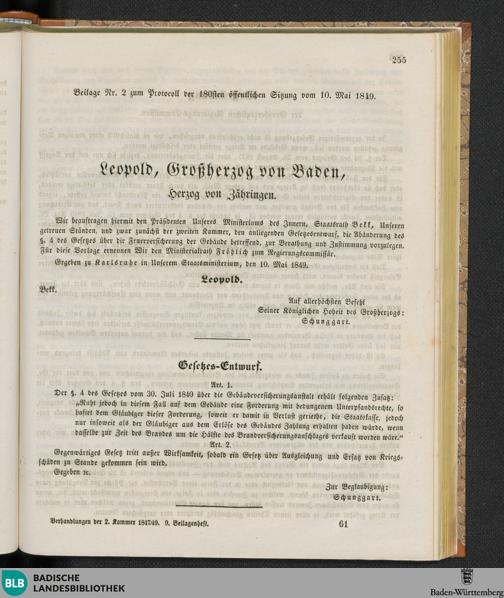 255
Beilage Nr. 2 zum Protocoll der 180sten öffentlichen Sitzung vom 10. Mai 1849.
Leopold, Großherzog von Baden,
Herzog von Zähringen.
Wir beauftragen hiermit den Präsidenten Unseres Ministeriums des Innern, Staatsrath Bekk, Unseren
getreuen Ständen, und zwar zunächst der zweiten Kammer, den anliegenden Gesetzesentwurf, die Abänderung des
§. 4 des Gesetzes über die Feuerversicherung der Gebäude betreffend, zur Berathung und Zustimmung vorzulegen.
Für diese Vorlage ernennen Wir den Ministerialrath Fröhlich zum Regierungscommissär.
Gegeben zu Karlsruhe in Unserem Staatsministerium, den 10. Mai 1849.
Leopold.
Bekk.
Auf allerhöchsten Befehl
Seiner Königlichen Hoheit des Großherzogs:
Schunggart.
Gesetzes-Entwurf.
Art. 1.
Der §. 4 des Gesetzes vom 30. Juli 1840 über die Gebäudeversicherungsanstalt erhält folgenden Zusatz:
„Ruht jedoch in diesem Fall auf dem Gebäude eine Forderung mit bedungenem Unterpfandsrechte, so
haftet dem Gläubiger dieser Forderung, soweit er damit in Verlust geriethe, die Staatskasse, jedoch
nur insoweit als der Gläubiger aus dem Erlöse des Gebäudes Zahlung erhalten haben würde, wenn
dasselbe zur Zeit des Brandes um die Hälfte des Brandversicherungsanschlages verkauft worden wäre.“
Art. 2.
Gegenwärtiges Gesetz tritt außer Wirksamkeit, sobald ein Gesetz über Ausgleichung und Ersatz von Kriegs-
schäden zu Stande gekommen sein wird.
Gegeben ꝛc.
Zur Beglaubigung:
Schunggart.
Verhandlungen der 2. Kammer 1847/49. 9. Beilagenheft.
61
BLB
BADISCHE
LANDESBIBLIOTHEK
Baden-Württemberg